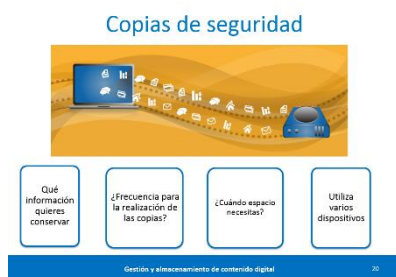 Copias de seguridad
Qué
información
quieres
conservar
¿Frecuencia para
la realización de
las copias?
¿Cuándo espacio
necesitas?
Utiliza
varios
dispositivos
Gestión y almacenamiento de contenido digital
20